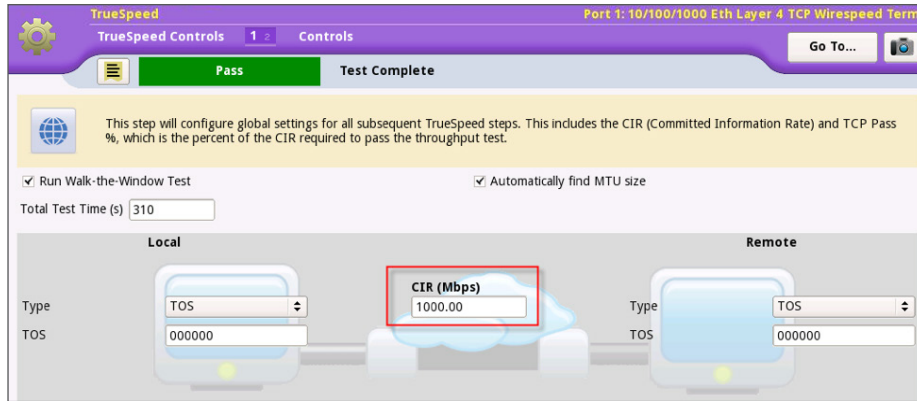 TrueSpeed
Port 1: 10/100/1000 Eth Layer 4 TCP Wirespeed Term
TrueSpeed Controls 1 2 Controls
Go To...
Pass Test Complete
This step will configure global settings for all subsequent TrueSpeed steps. This includes the CIR (Committed Information Rate) and TCP Pass
%, which is the percent of the CIR required to pass the throughput test.
Run Walk-the-Window Test
Automatically find MTU size
Total Test Time (s) 310
Local
Remote
CIR (Mbps)
Type TOS 1000.00 Type TOS
TOS 000000 TOS 000000